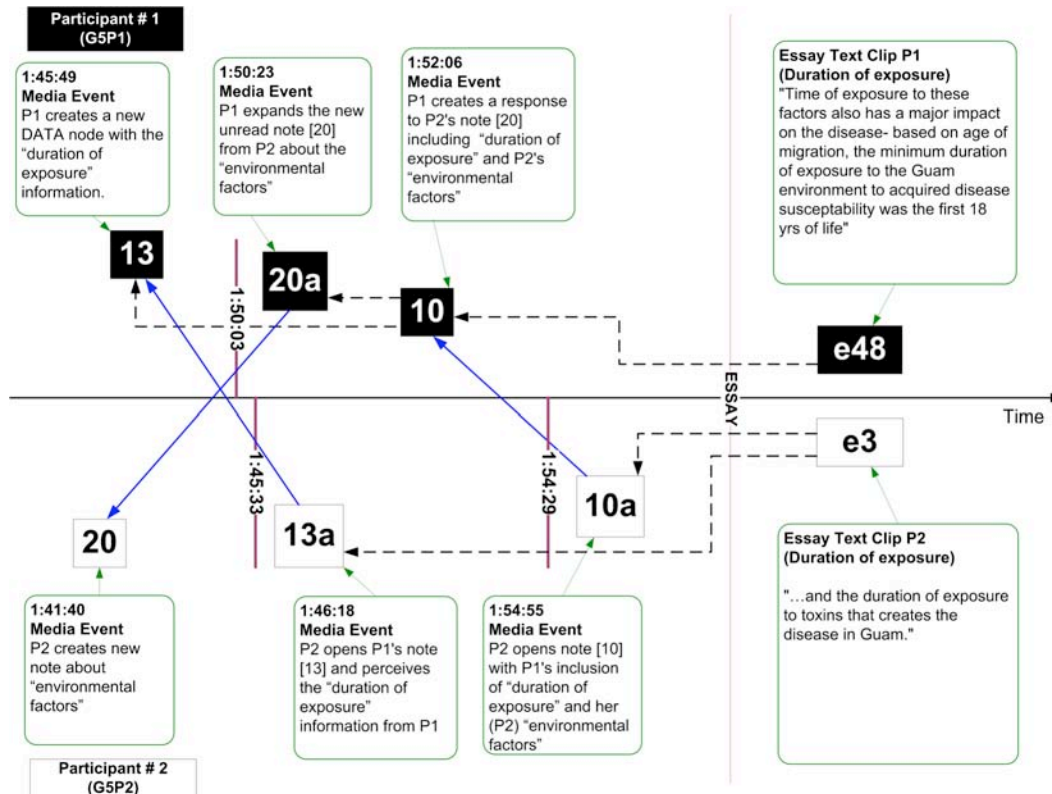 Participant # 1
(G5P1)
1:45:49
Media Event
P1 creates a new
DATA node with the
“duration of
exposure”
information.
1:50:23
Media Event
P1 expands the new
unread note [20]
from P2 about the
“environmental
factors”
1:52:06
Media Event
P1 creates a response
to P2's note [20]
including “duration of
exposure” and P2's
“environmental
factors”
Essay Text Clip P1
(Duration of exposure)
"Time of exposure to these
factors also has a major impact
on the disease- based on age of
migration, the minimum duration
of exposure to the Guam
environment to acquired disease
susceptability was the first 18
yrs of life"
13
20a
10
e48
1:50:03
ESSAY
Time
1:45:33
1:54:29
20
13a
10a
e3
1:41:40
Media Event
P2 creates new
note about
“environmental
factors”
1:46:18
Media Event
P2 opens P1's note
[13] and perceives
the “duration of
exposure”
information from P1
1:54:55
Media Event
P2 opens note [10]
with P1's inclusion
of “duration of
exposure” and her
(P2) “environmental
factors”
Essay Text Clip P2
(Duration of exposure)
"...and the duration of exposure
to toxins that creates the
disease in Guam."
Participant # 2
(G5P2)